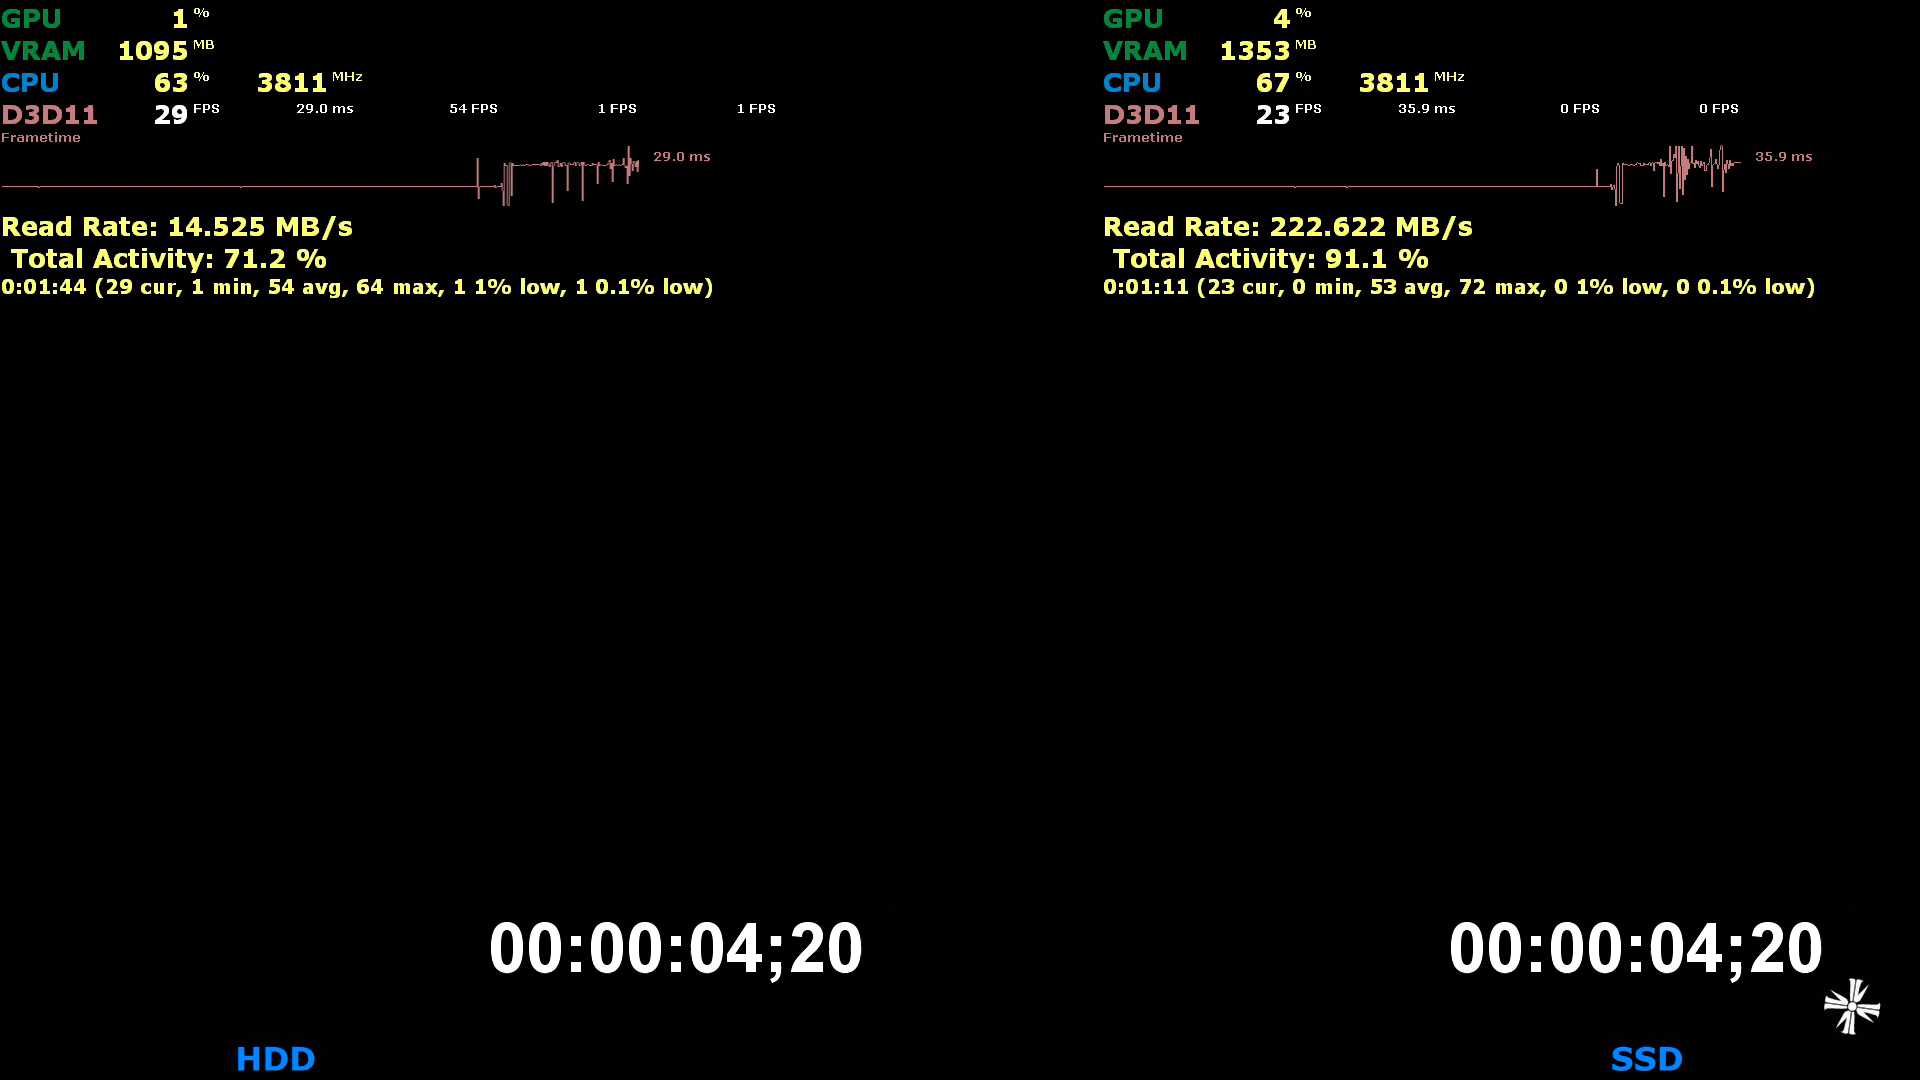 GPU 1 %
VRAM 1095 MB
CPU 63 % 3811 MHz
D3D11 29 FPS 29.0 ms 54 FPS 1 FPS 1 FPS
Frametime
29.0 ms
Read Rate: 14.525 MB/s
Total Activity: 71.2 %
0:01:44 (29 cur, 1 min, 54 avg, 64 max, 1 1% low, 1 0.1% low)
00:00:04;20
HDD
GPU 4 %
VRAM 1353 MB
CPU 67 % 3811 MHz
D3D11 23 FPS 35.9 ms 0 FPS 0 FPS
Frametime
35.9 ms
Read Rate: 222.622 MB/s
Total Activity: 91.1 %
0:01:11 (23 cur, 0 min, 53 avg, 72 max, 0 1% low, 0 0.1% low)
00:00:04;20
SSD